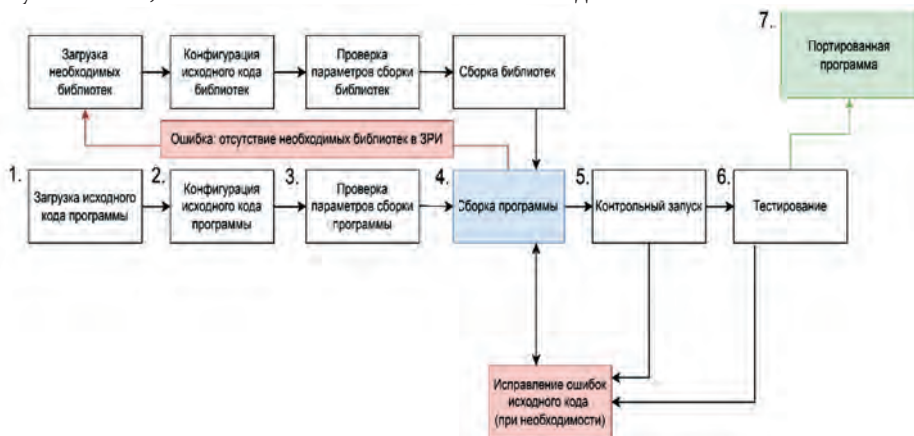 7.
Портированная
программа
Загрузка
необходимых
библиотек
Конфигурация
исходного кода
библиотек
Проверка
параметров сборки
библиотек
Сборка библиотек
Ошибка: отсутствие необходимых библиотек в ЗРИ
1.
Загрузка исходного
кода программы
2.
Конфигурация
исходного кода
программы
3.
Проверка
параметров сборки
программы
4.
Сборка программы
5.
Контрольный запуск
6.
Тестирование
Исправление ошибок
исходного кода
(при необходимости)